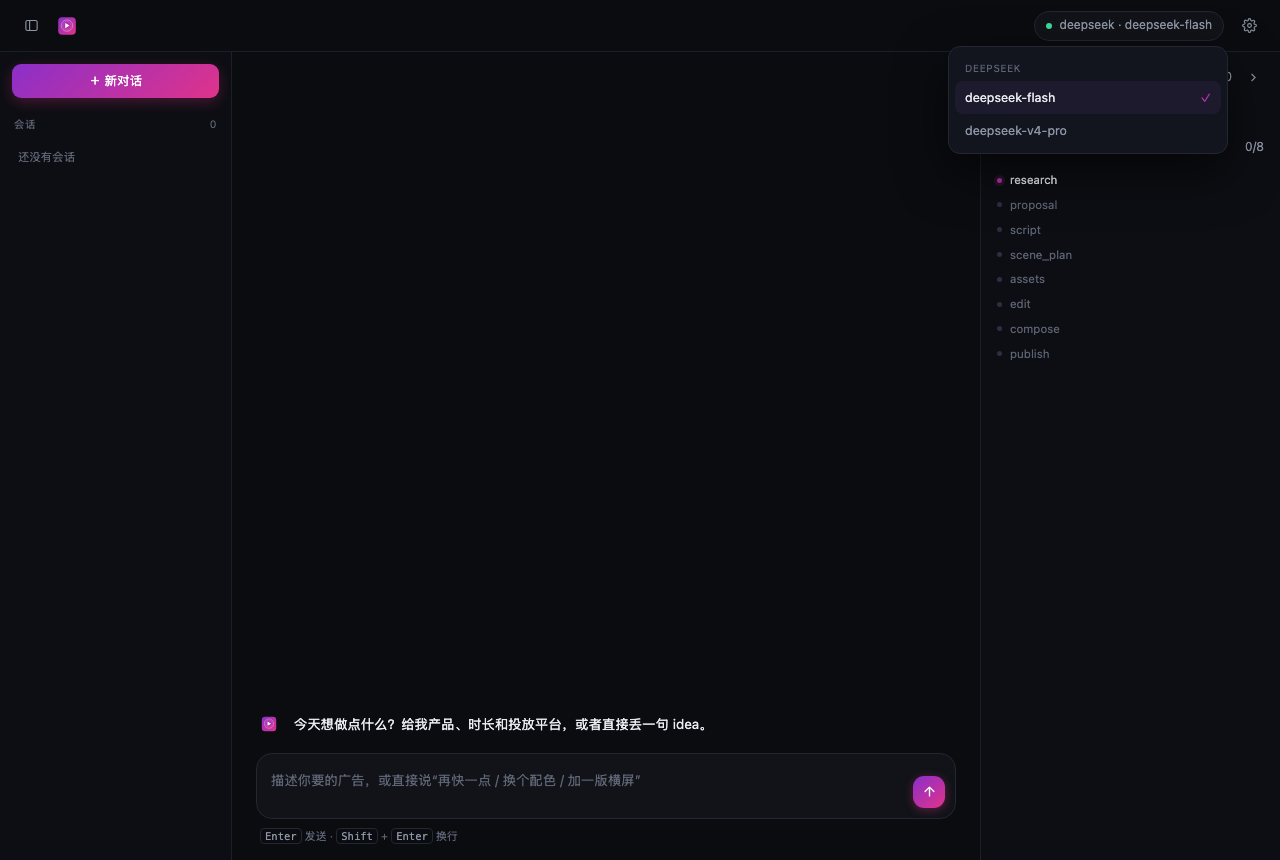 deepseek · deepseek-flash
+ 新对话
会话 0
还没有会话
DEEPSEEK
deepseek-flash
deepseek-v4-pro
0/8
research
proposal
script
scene_plan
assets
edit
compose
publish
今天想做点什么？给我产品、时长和投放平台，或者直接丢一句 idea。
描述你要的广告，或直接说“再快一点 / 换个配色 / 加一版横屏”
Enter 发送 · Shift + Enter 换行